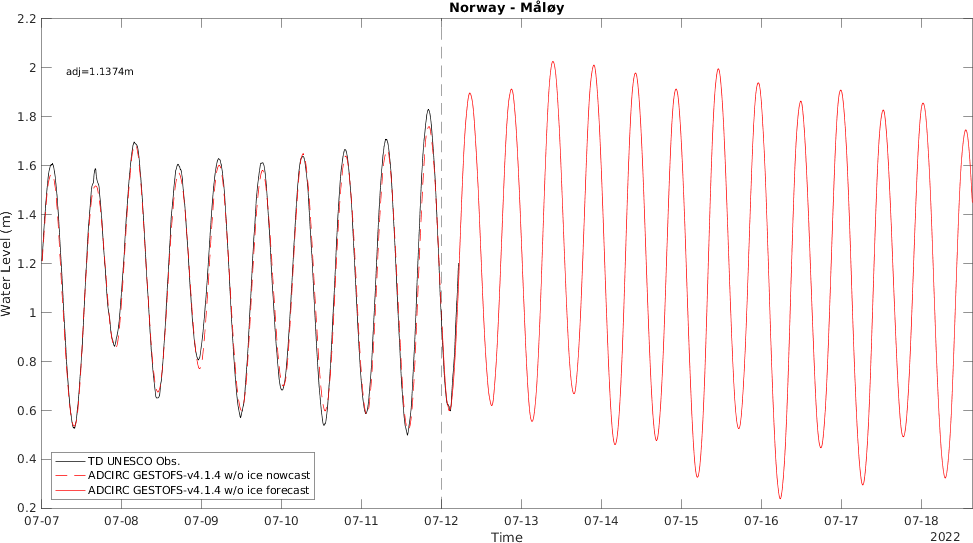 Norway - Måløy
2.2
2
1.8
1.6
1.4
1.2
1
0.8
0.6
0.4
0.2
Water Level (m)
adj=1.1374m
TD UNESCO Obs.
ADCIRC GESTOFS-v4.1.4 w/o ice nowcast
ADCIRC GESTOFS-v4.1.4 w/o ice forecast
07-07 07-08 07-09 07-10 07-11 07-12 07-13 07-14 07-15 07-16 07-17 07-18
Time
2022